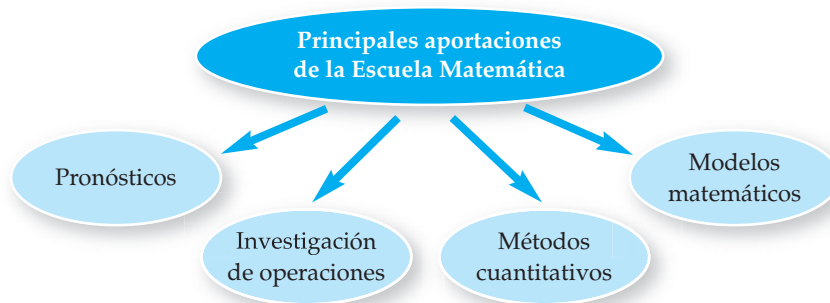 Principales aportaciones
de la Escuela Matemática
Pronósticos
Investigación
de operaciones
Métodos
cuantitativos
Modelos
matemáticos